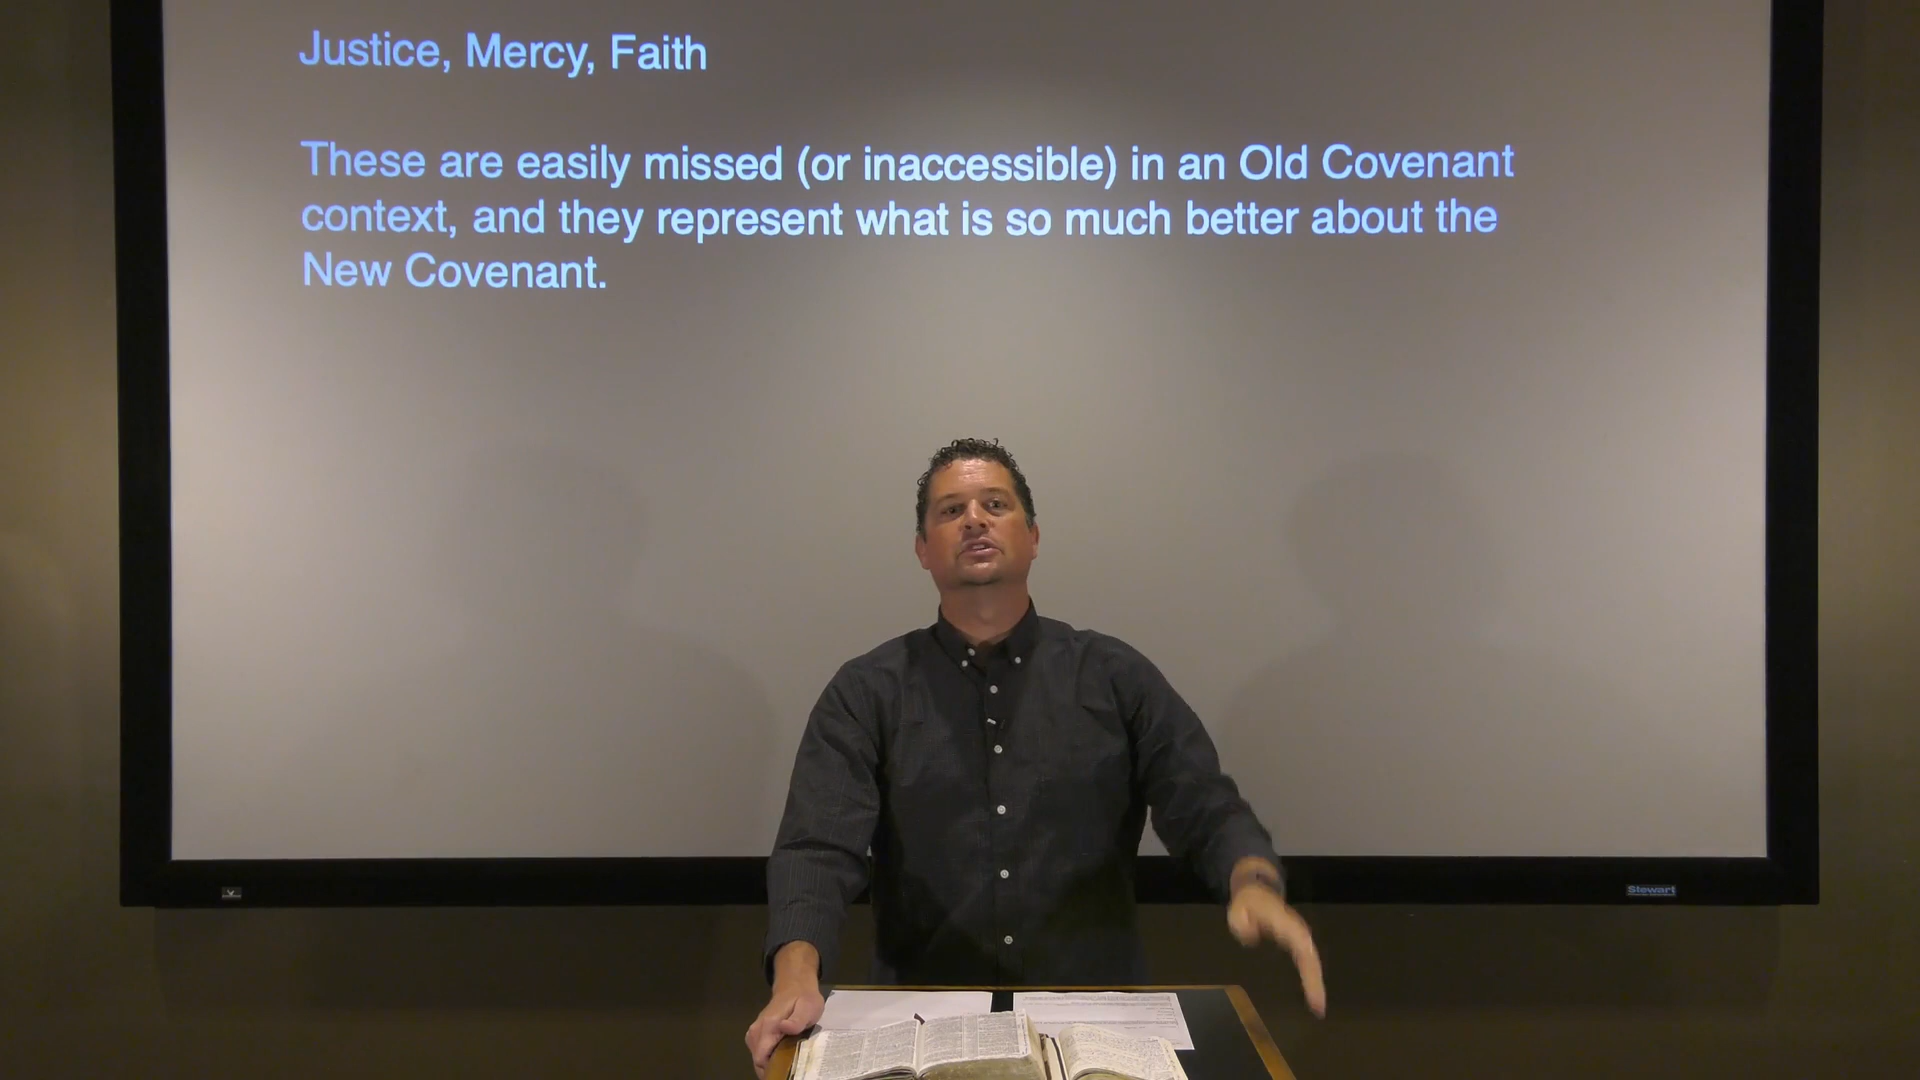 Justice, Mercy, Faith
These are easily missed (or inaccessible) in an Old Covenant
context, and they represent what is so much better about the
New Covenant.
Stewart